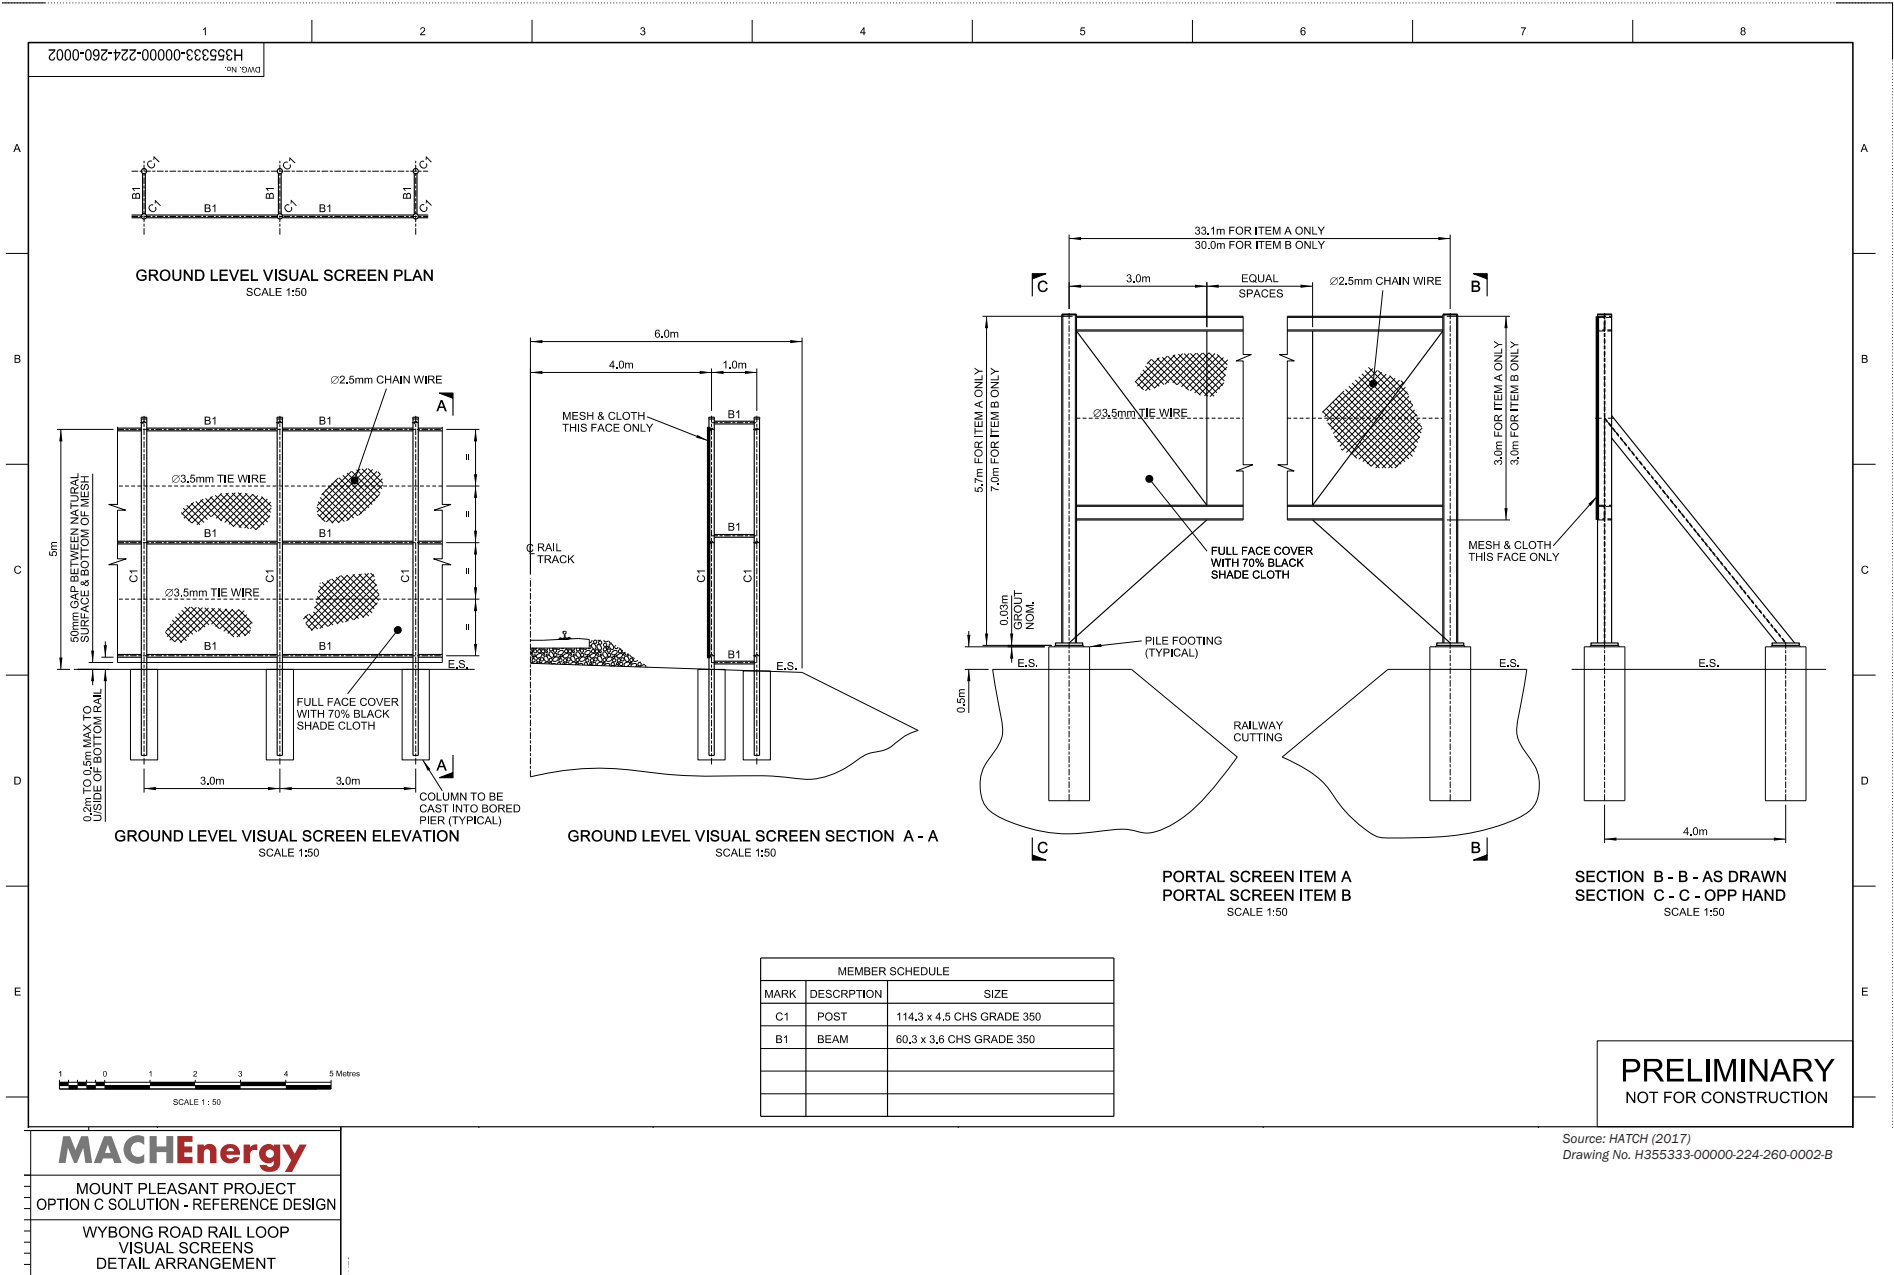 1 2 3 4 5 6 7 8
DWG. No.
H355333-00000-224-260-0002
A
A
B
B
C
C
D
D
E
E
C1 C1 C1
B1 B1 B1
C1 B1 C1 B1 C1
GROUND LEVEL VISUAL SCREEN PLAN
SCALE 1:50
Ø2.5mm CHAIN WIRE
A
B1 B1
Ø3.5mm TIE WIRE
=
=
B1 B1
5m
50mm GAP BETWEEN NATURAL
SURFACE & BOTTOM OF MESH
C1 C1 C1
=
Ø3.5mm TIE WIRE
=
B1 B1
E.S.
FULL FACE COVER
WITH 70% BLACK
SHADE CLOTH
0.2m TO 0.5m MAX TO
U/SIDE OF BOTTOM RAIL
A
3.0m 3.0m
COLUMN TO BE
CAST INTO BORED
PIER (TYPICAL)
GROUND LEVEL VISUAL SCREEN ELEVATION
SCALE 1:50
6.0m
4.0m 1.0m
MESH & CLOTH
THIS FACE ONLY
B1
B1
C1 C1
RAIL
TRACK
B1
E.S.
GROUND LEVEL VISUAL SCREEN SECTION A - A
SCALE 1:50
33.1m FOR ITEM A ONLY
30.0m FOR ITEM B ONLY
C
3.0m
EQUAL
SPACES
Ø2.5mm CHAIN WIRE
B
5.7m FOR ITEM A ONLY
7.0m FOR ITEM B ONLY
Ø3.5mm TIE WIRE
3.0m FOR ITEM A ONLY
3.0m FOR ITEM B ONLY
FULL FACE COVER
WITH 70% BLACK
SHADE CLOTH
0.03m
GROUT
NOM.
PILE FOOTING
(TYPICAL)
E.S. E.S.
0.5m
RAILWAY
CUTTING
C
B
PORTAL SCREEN ITEM A
PORTAL SCREEN ITEM B
SCALE 1:50
MESH & CLOTH
THIS FACE ONLY
E.S.
4.0m
SECTION B - B - AS DRAWN
SECTION C - C - OPP HAND
SCALE 1:50
MEMBER SCHEDULE
MARK DESCRPTION SIZE
C1 POST 114.3 x 4.5 CHS GRADE 350
B1 BEAM 60.3 x 3.6 CHS GRADE 350
1 0 1 2 3 4 5 Metres
SCALE 1 : 50
PRELIMINARY
NOT FOR CONSTRUCTION
MACHEnergy
MOUNT PLEASANT PROJECT
OPTION C SOLUTION - REFERENCE DESIGN
WYBONG ROAD RAIL LOOP
VISUAL SCREENS
DETAIL ARRANGEMENT
Source: HATCH (2017)
Drawing No. H355333-00000-224-260-0002-B